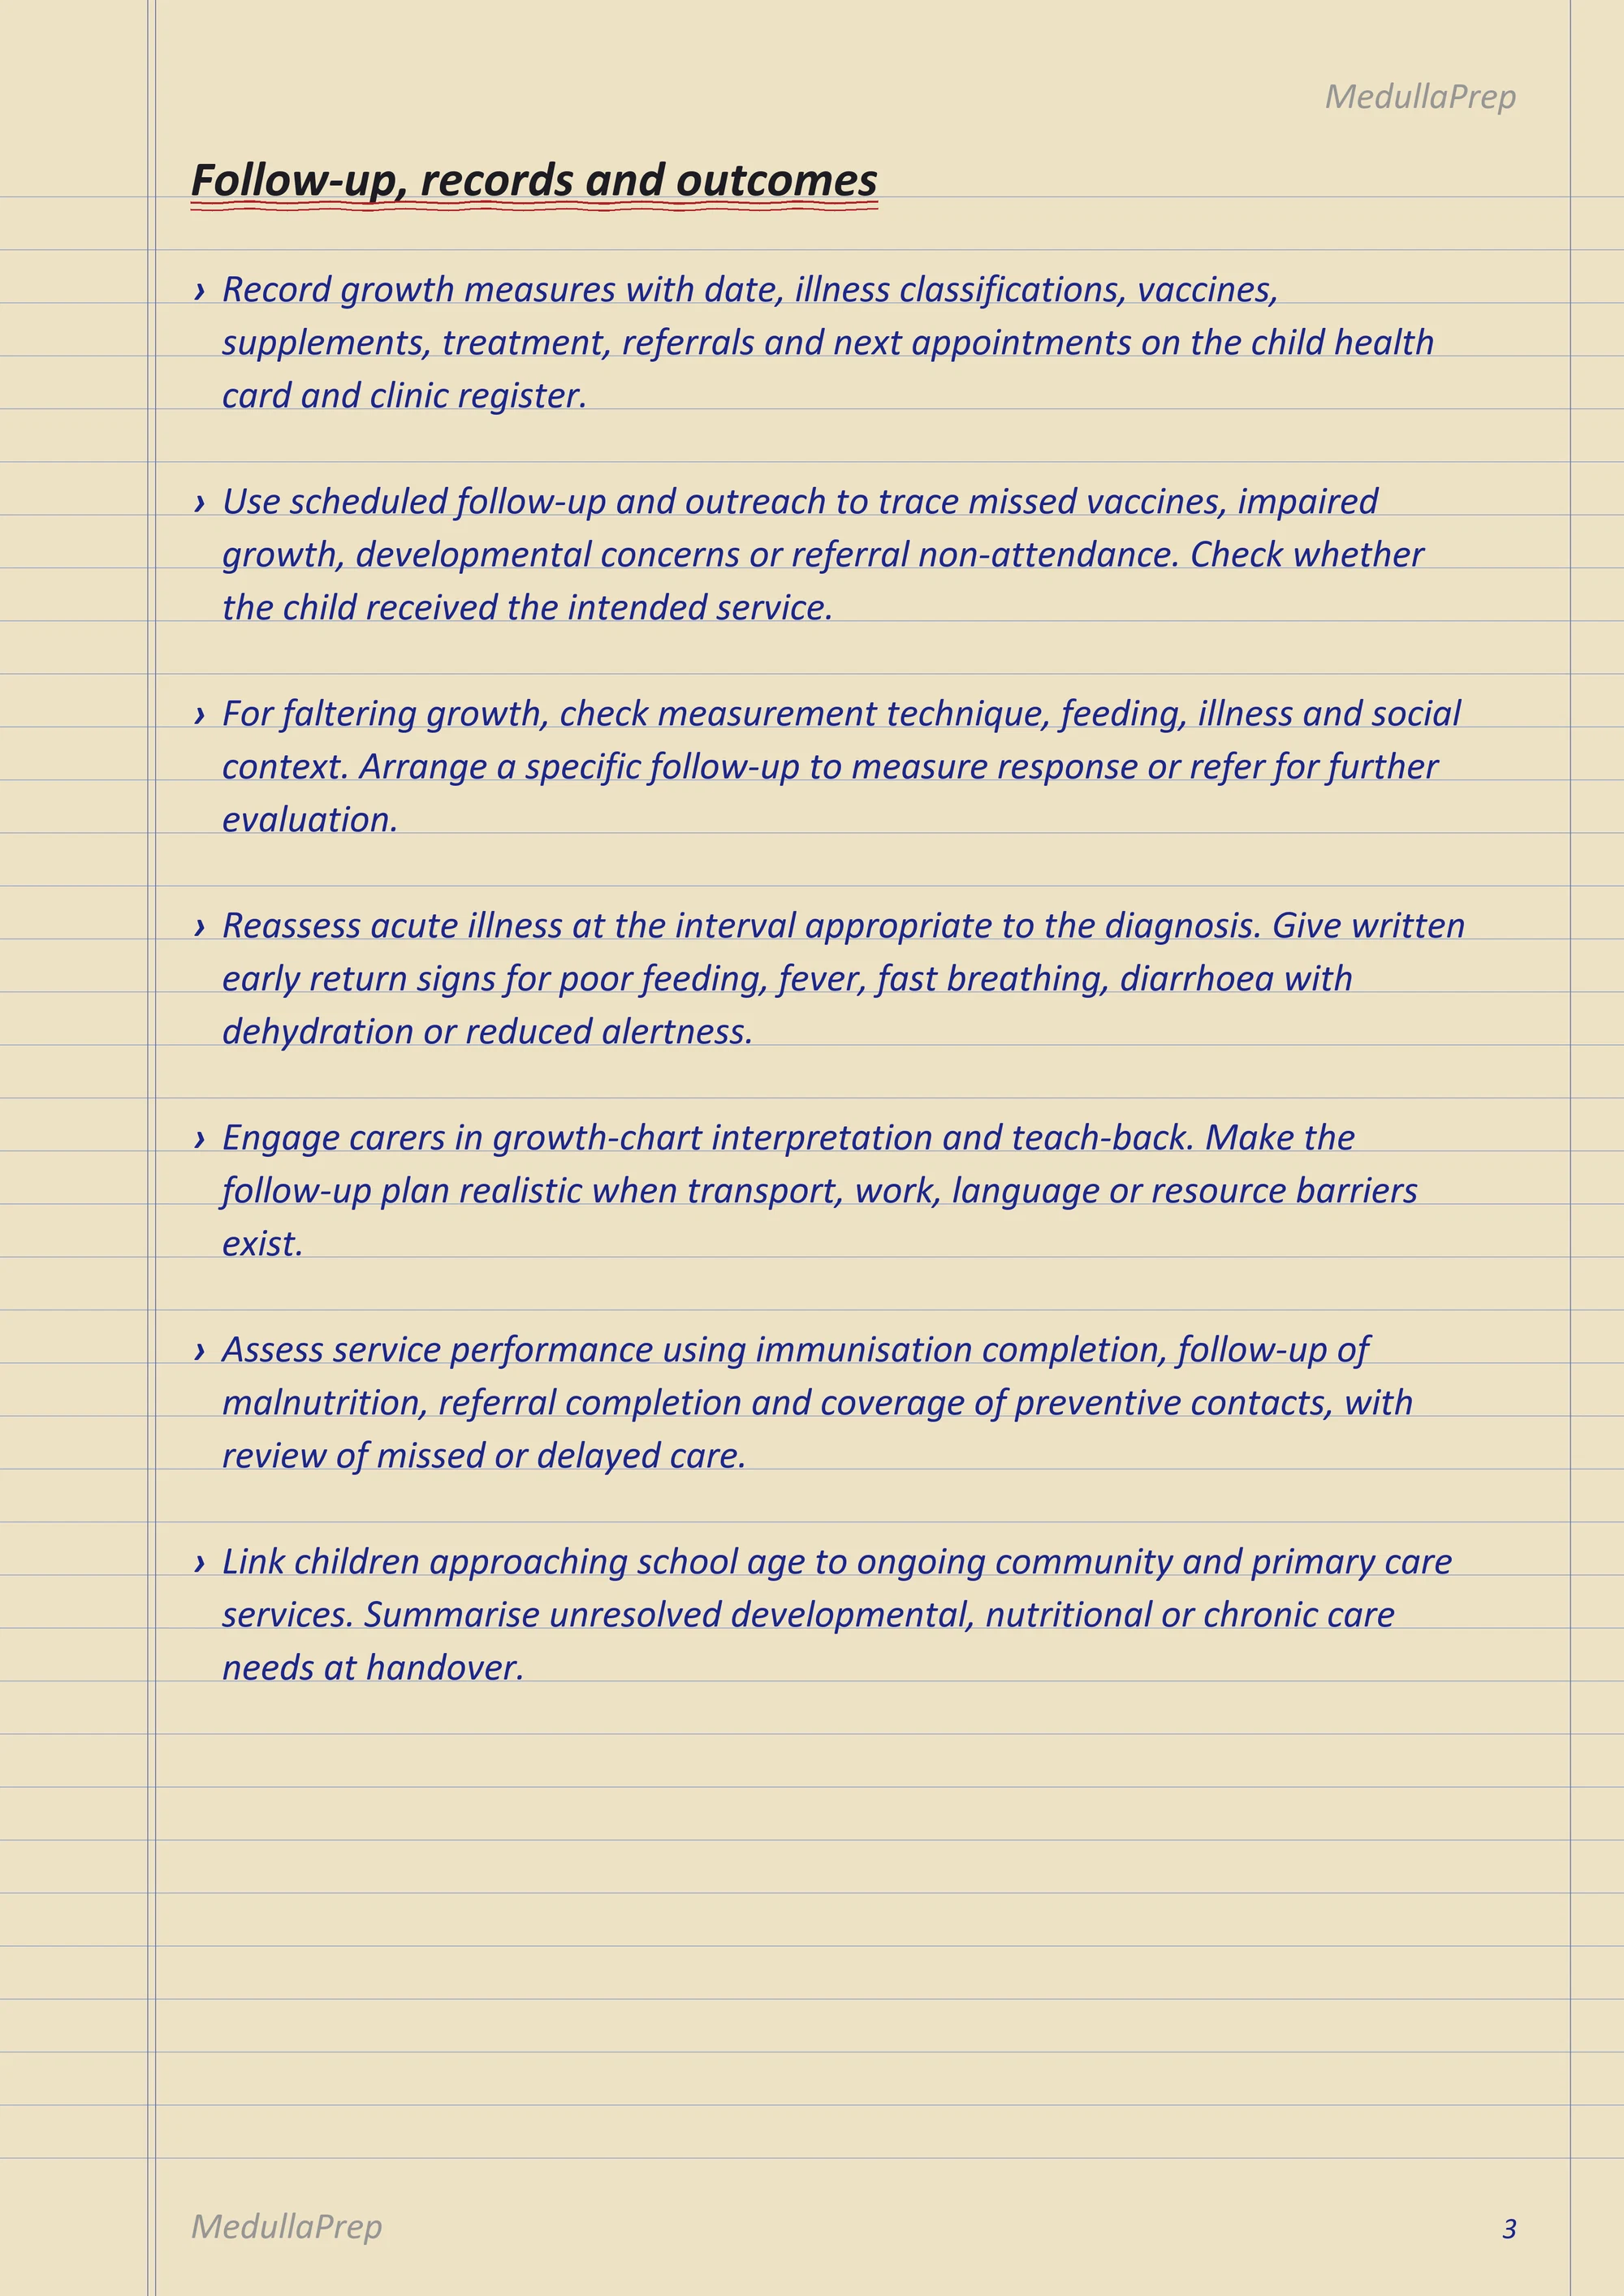 MedullaPrep
Follow-up, records and outcomes
› Record growth measures with date, illness classifications, vaccines,
supplements, treatment, referrals and next appointments on the child health
card and clinic register.
› Use scheduled follow-up and outreach to trace missed vaccines, impaired
growth, developmental concerns or referral non-attendance. Check whether
the child received the intended service.
› For faltering growth, check measurement technique, feeding, illness and social
context. Arrange a specific follow-up to measure response or refer for further
evaluation.
› Reassess acute illness at the interval appropriate to the diagnosis. Give written
early return signs for poor feeding, fever, fast breathing, diarrhoea with
dehydration or reduced alertness.
› Engage carers in growth-chart interpretation and teach-back. Make the
follow-up plan realistic when transport, work, language or resource barriers
exist.
› Assess service performance using immunisation completion, follow-up of
malnutrition, referral completion and coverage of preventive contacts, with
review of missed or delayed care.
› Link children approaching school age to ongoing community and primary care
services. Summarise unresolved developmental, nutritional or chronic care
needs at handover.
MedullaPrep
3